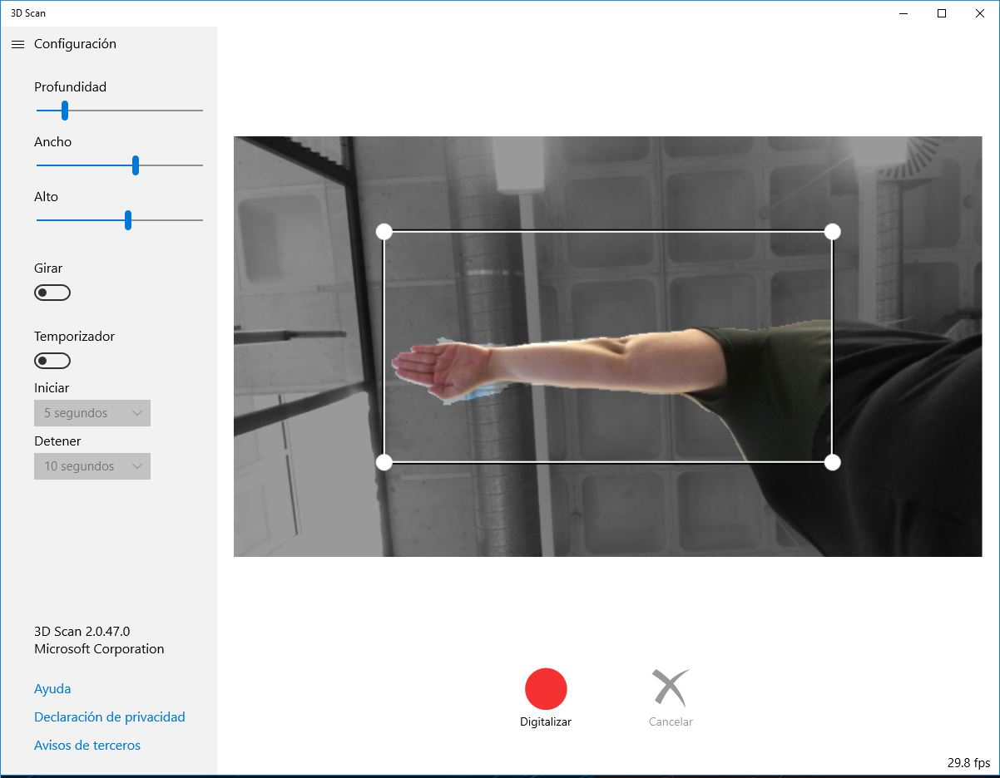 3D Scan
Configuración
Profundidad
Ancho
Alto
Girar
Temporizador
Iniciar
5 segundos
Detener
10 segundos
3D Scan 2.0.47.0
Microsoft Corporation
Ayuda
Declaración de privacidad
Avisos de terceros
Digitalizar
Cancelar
29.8 fps